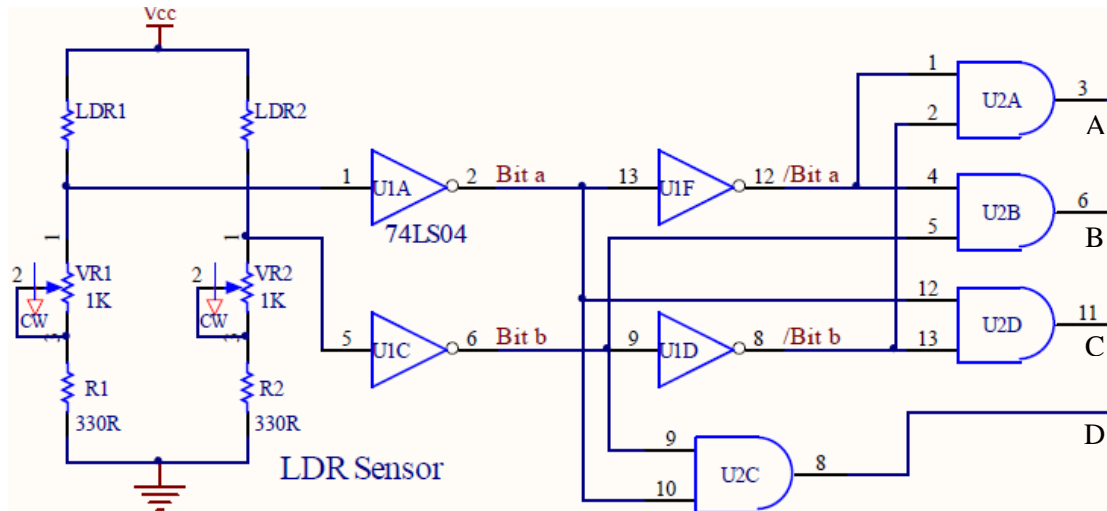 Vcc
LDR1
LDR2
1
U1A
2
Bit a
74LS04
13
U1F
12
/Bit a
1
2
U2A
3
A
4
5
U2B
6
B
1
2
VR1
1K
CW
3
1
2
VR2
1K
CW
3
5
U1C
6
Bit b
9
U1D
8
/Bit b
12
13
U2D
11
C
R1
330R
R2
330R
LDR Sensor
9
10
U2C
8
D